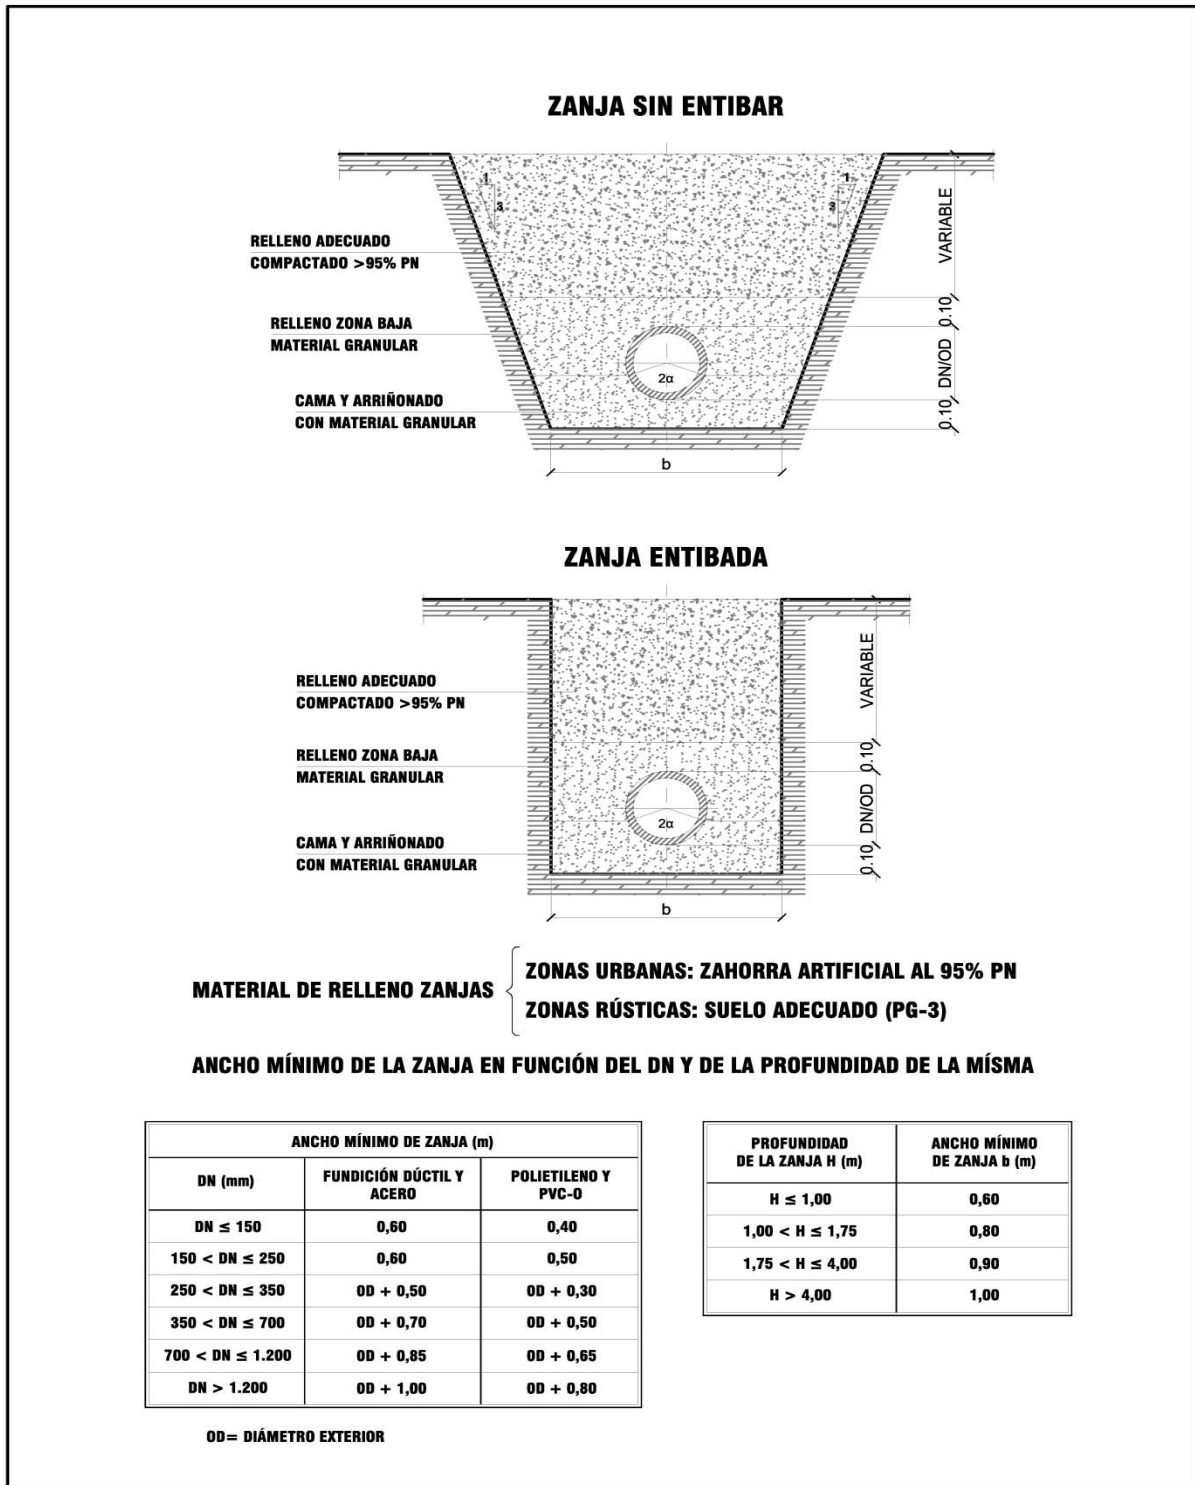 ZANJA SIN ENTIBAR
1
3
1
3
RELLENO ADECUADO
COMPACTADO >95% PN
RELLENO ZONA BAJA
MATERIAL GRANULAR
CAMA Y ARRIÑONADO
CON MATERIAL GRANULAR
2α
b
VARIABLE
0.10
DN/OD
0.10
ZANJA ENTIBADA
RELLENO ADECUADO
COMPACTADO >95% PN
RELLENO ZONA BAJA
MATERIAL GRANULAR
CAMA Y ARRIÑONADO
CON MATERIAL GRANULAR
2α
b
VARIABLE
0.10
DN/OD
0.10
MATERIAL DE RELLENO ZANJAS
ZONAS URBANAS: ZAHORRA ARTIFICIAL AL 95% PN
ZONAS RÚSTICAS: SUELO ADECUADO (PG-3)
ANCHO MÍNIMO DE LA ZANJA EN FUNCIÓN DEL DN Y DE LA PROFUNDIDAD DE LA MÍSMA
ANCHO MÍNIMO DE ZANJA (m)
DN (mm)
FUNDICIÓN DÚCTIL Y
ACERO
POLIETILENO Y
PVC-O
DN ≤ 150 0,60 0,40
150 < DN ≤ 250 0,60 0,50
250 < DN ≤ 350 OD + 0,50 OD + 0,30
350 < DN ≤ 700 OD + 0,70 OD + 0,50
700 < DN ≤ 1.200 OD + 0,85 OD + 0,65
DN > 1.200 OD + 1,00 OD + 0,80
OD= DIÁMETRO EXTERIOR
PROFUNDIDAD
DE LA ZANJA H (m)
ANCHO MÍNIMO
DE ZANJA b (m)
H ≤ 1,00 0,60
1,00 < H ≤ 1,75 0,80
1,75 < H ≤ 4,00 0,90
H > 4,00 1,00